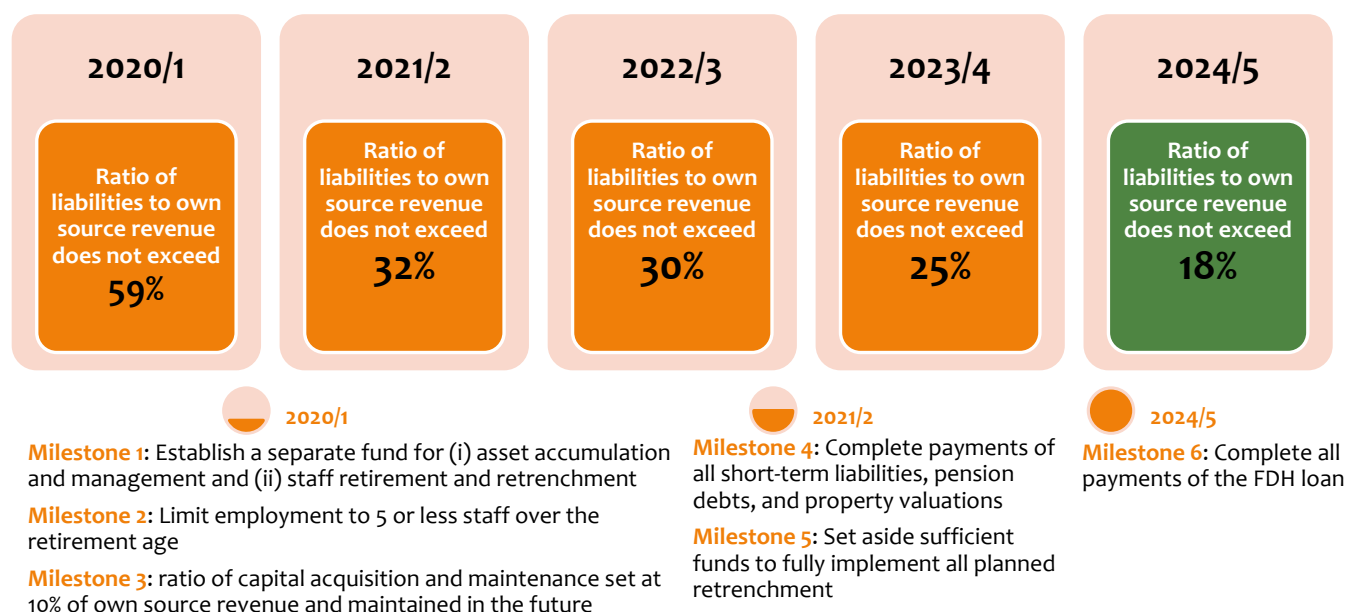 2020/1
Ratio of
liabilities to own
source revenue
does not exceed
59%
2021/2
Ratio of
liabilities to own
source revenue
does not exceed
32%
2022/3
Ratio of
liabilities to own
source revenue
does not exceed
30%
2023/4
Ratio of
liabilities to own
source revenue
does not exceed
25%
2024/5
Ratio of
liabilities to own
source revenue
does not exceed
18%
2020/1
Milestone 1: Establish a separate fund for (i) asset accumulation
and management and (ii) staff retirement and retrenchment
Milestone 2: Limit employment to 5 or less staff over the
retirement age
Milestone 3: ratio of capital acquisition and maintenance set at
10% of own source revenue and maintained in the future
2021/2
Milestone 4: Complete payments of
all short-term liabilities, pension
debts, and property valuations
Milestone 5: Set aside sufficient
funds to fully implement all planned
retrenchment
2024/5
Milestone 6: Complete all
payments of the FDH loan